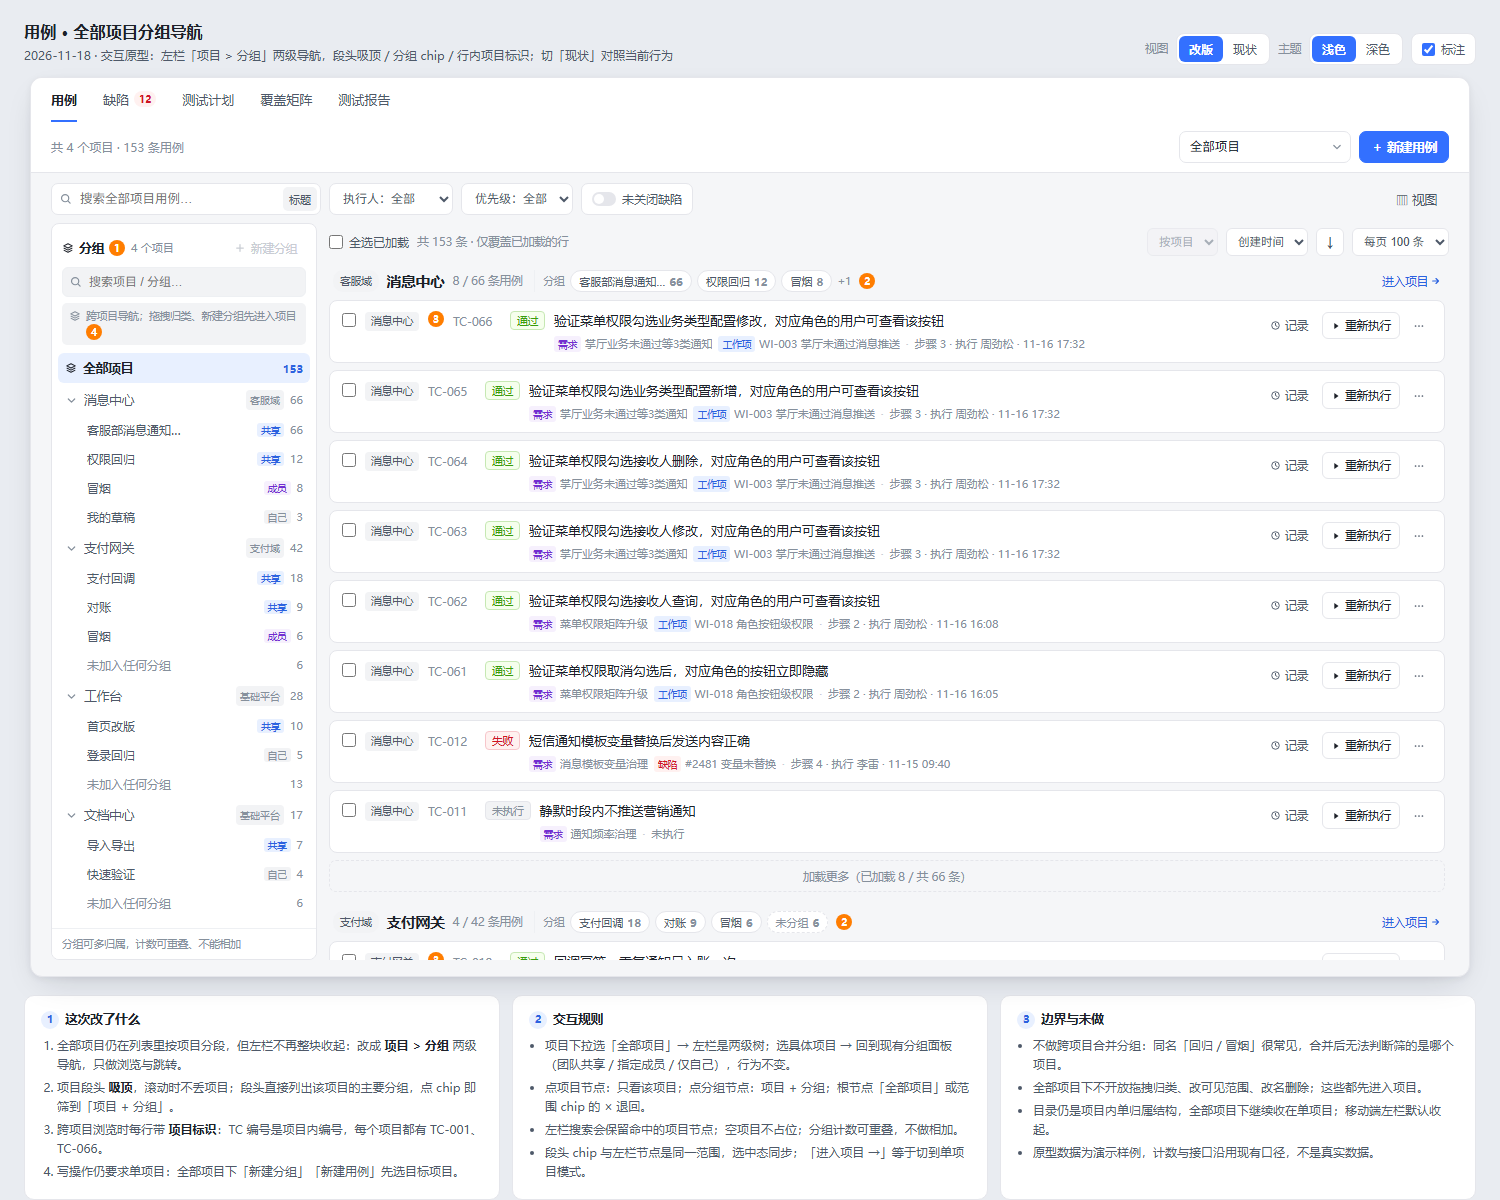 用例 • 全部项目分组导航
2026-11-18 · 交互原型：左栏「项目 > 分组」两级导航，段头吸顶 / 分组 chip / 行内项目标识；切「现状」对照当前行为
视图 改版 现状 主题 浅色 深色 标注
用例 缺陷 12 测试计划 覆盖矩阵 测试报告
共 4 个项目 · 153 条用例
全部项目 + 新建用例
搜索全部项目用例... 标题 执行人：全部 优先级：全部 未关闭缺陷 视图
分组 1 4 个项目 + 新建分组
搜索项目 / 分组...
跨项目导航；拖拽归类、新建分组先进入项目
4
全部项目 153
消息中心 客服域 66
客服部消息通知... 共享 66
权限回归 共享 12
冒烟 成员 8
我的草稿 自己 3
支付网关 支付域 42
支付回调 共享 18
对账 共享 9
冒烟 成员 6
未加入任何分组 6
工作台 基础平台 28
首页改版 共享 10
登录回归 自己 5
未加入任何分组 13
文档中心 基础平台 17
导入导出 共享 7
快速验证 自己 4
未加入任何分组 6
分组可多归属，计数可重叠、不能相加
全选已加载 共 153 条 · 仅覆盖已加载的行 按项目 创建时间 ↓ 每页 100 条
客服域 消息中心 8 / 66 条用例 分组 客服部消息通知... 66 权限回归 12 冒烟 8 +1 2 进入项目 →
消息中心 3 TC-066 通过 验证菜单权限勾选业务类型配置修改，对应角色的用户可查看该按钮 记录 重新执行 ···
需求 掌厅业务未通过等3类通知 工作项 WI-003 掌厅未通过消息推送 · 步骤 3 · 执行 周劲松 · 11-16 17:32
消息中心 TC-065 通过 验证菜单权限勾选业务类型配置新增，对应角色的用户可查看该按钮 记录 重新执行 ···
需求 掌厅业务未通过等3类通知 工作项 WI-003 掌厅未通过消息推送 · 步骤 3 · 执行 周劲松 · 11-16 17:32
消息中心 TC-064 通过 验证菜单权限勾选接收人删除，对应角色的用户可查看该按钮 记录 重新执行 ···
需求 掌厅业务未通过等3类通知 工作项 WI-003 掌厅未通过消息推送 · 步骤 3 · 执行 周劲松 · 11-16 17:32
消息中心 TC-063 通过 验证菜单权限勾选接收人修改，对应角色的用户可查看该按钮 记录 重新执行 ···
需求 掌厅业务未通过等3类通知 工作项 WI-003 掌厅未通过消息推送 · 步骤 3 · 执行 周劲松 · 11-16 17:32
消息中心 TC-062 通过 验证菜单权限勾选接收人查询，对应角色的用户可查看该按钮 记录 重新执行 ···
需求 菜单权限矩阵升级 工作项 WI-018 角色按钮级权限 · 步骤 2 · 执行 周劲松 · 11-16 16:08
消息中心 TC-061 通过 验证菜单权限取消勾选后，对应角色的按钮立即隐藏 记录 重新执行 ···
需求 菜单权限矩阵升级 工作项 WI-018 角色按钮级权限 · 步骤 2 · 执行 周劲松 · 11-16 16:05
消息中心 TC-012 失败 短信通知模板变量替换后发送内容正确 记录 重新执行 ···
需求 消息模板变量治理 缺陷 #2481 变量未替换 · 步骤 4 · 执行 李雷 · 11-15 09:40
消息中心 TC-011 未执行 静默时段内不推送营销通知 记录 重新执行 ···
需求 通知频率治理 · 未执行
加载更多（已加载 8 / 共 66 条）
支付域 支付网关 4 / 42 条用例 分组 支付回调 18 对账 9 冒烟 6 未分组 6 2 进入项目 →
1 这次改了什么
1. 全部项目仍在列表里按项目分段，但左栏不再整块收起：改成 项目 > 分组 两级
导航，只做浏览与跳转。
2. 项目段头 吸顶，滚动时不丢项目；段头直接列出该项目的主要分组，点 chip 即
筛到「项目 + 分组」。
3. 跨项目浏览时每行带 项目标识：TC 编号是项目内编号，每个项目都有 TC-001、
TC-066。
4. 写操作仍要求单项目：全部项目下「新建分组」「新建用例」先选目标项目。
2 交互规则
• 项目下拉选「全部项目」→ 左栏是两级树；选具体项目 → 回到现有分组面板
（团队共享 / 指定成员 / 仅自己），行为不变。
• 点项目节点：只看该项目；点分组节点：项目 + 分组；根节点「全部项目」或范
围 chip 的 × 退回。
• 左栏搜索会保留命中的项目节点；空项目不占位；分组计数可重叠，不做相加。
• 段头 chip 与左栏节点是同一范围，选中态同步；「进入项目 →」等于切到单项
目模式。
3 边界与未做
• 不做跨项目合并分组：同名「回归 / 冒烟」很常见，合并后无法判断筛的是哪个
项目。
• 全部项目下不开放拖拽归类、改可见范围、改名删除；这些都先进入项目。
• 目录仍是项目内单归属结构，全部项目下继续收在单项目；移动端左栏默认收
起。
• 原型数据为演示样例，计数与接口沿用现有口径，不是真实数据。